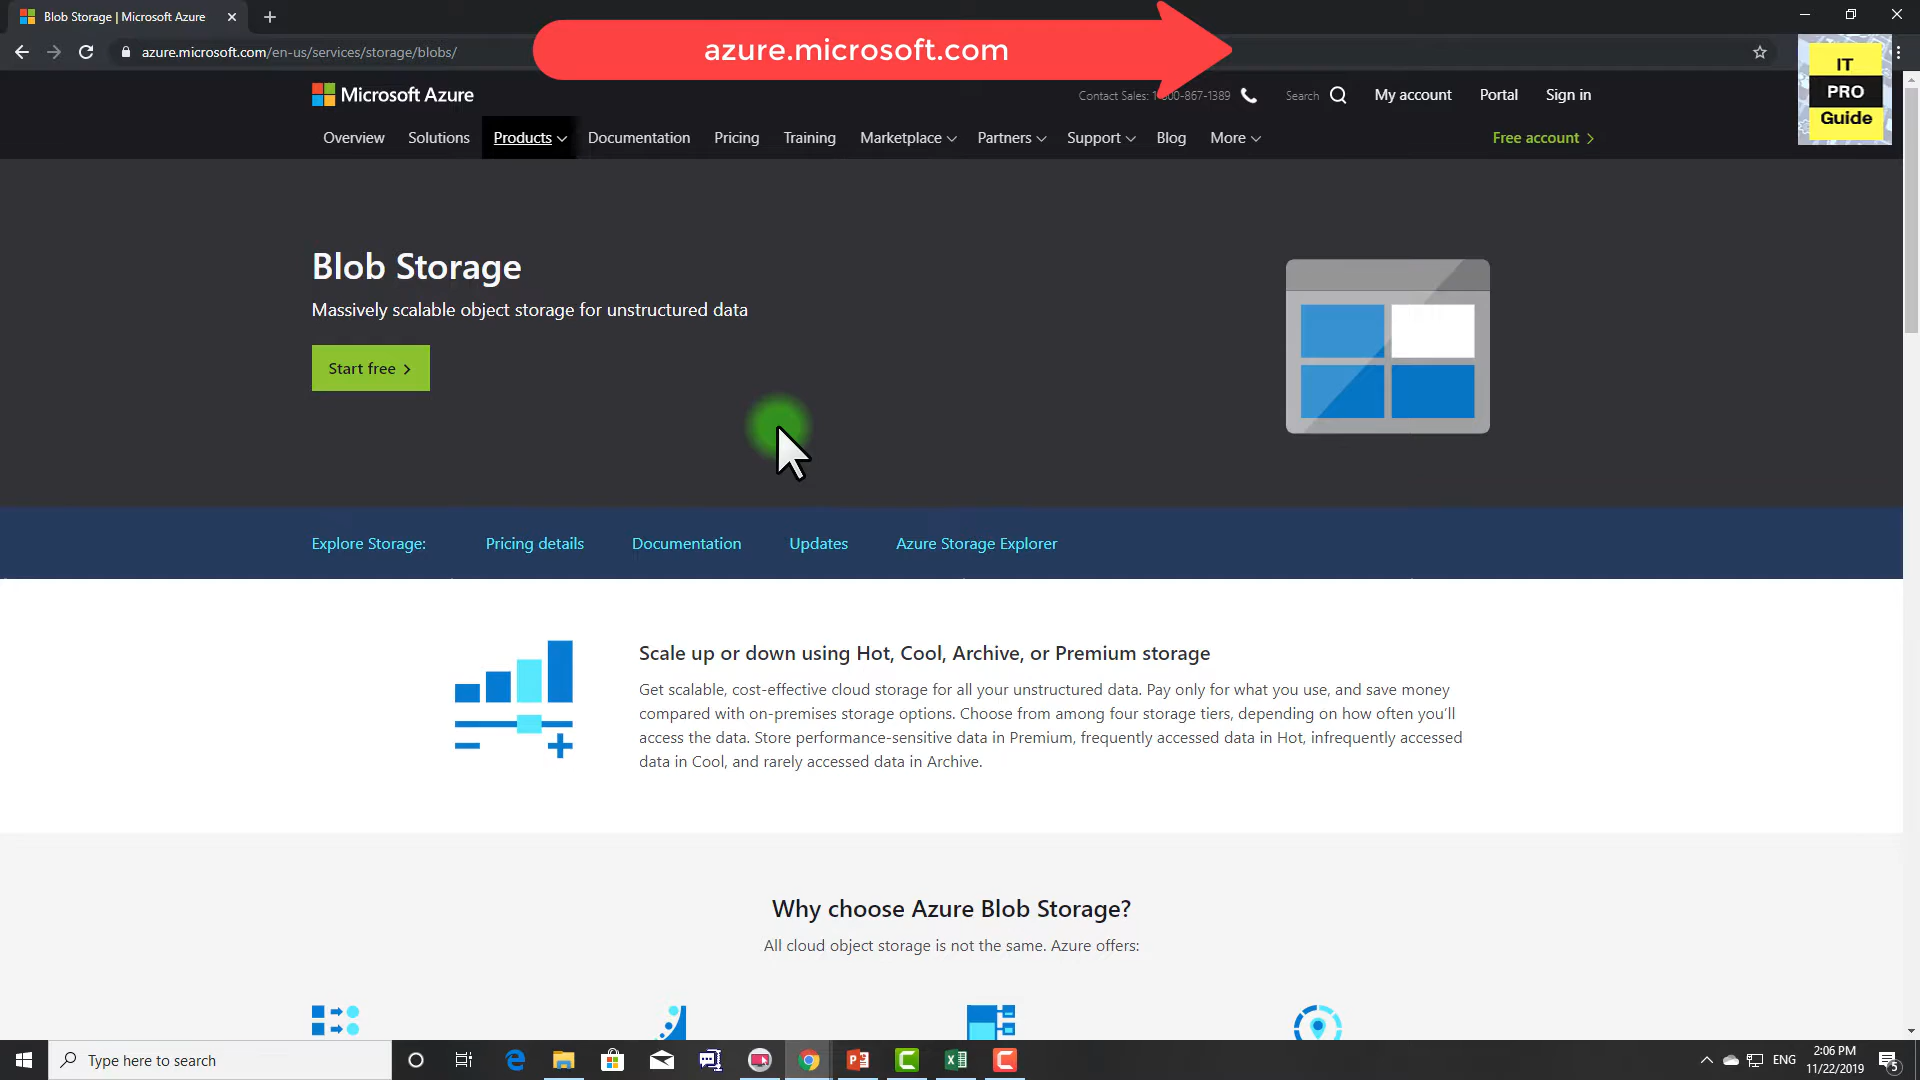 Blob Storage | Microsoft Azure
azure.microsoft.com/en-us/services/storage/blobs/
azure.microsoft.com
IT
PRO
Guide
Microsoft Azure
Contact Sales: 1-800-867-1389
Search
My account
Portal
Sign in
Overview
Solutions
Products
Documentation
Pricing
Training
Marketplace
Partners
Support
Blog
More
Free account
Blob Storage
Massively scalable object storage for unstructured data
Start free
Explore Storage:
Pricing details
Documentation
Updates
Azure Storage Explorer
Scale up or down using Hot, Cool, Archive, or Premium storage
Get scalable, cost-effective cloud storage for all your unstructured data. Pay only for what you use, and save money
compared with on-premises storage options. Choose from among four storage tiers, depending on how often you'll
access the data. Store performance-sensitive data in Premium, frequently accessed data in Hot, infrequently accessed
data in Cool, and rarely accessed data in Archive.
Why choose Azure Blob Storage?
All cloud object storage is not the same. Azure offers:
Type here to search
ENG
2:06 PM
11/22/2019
5